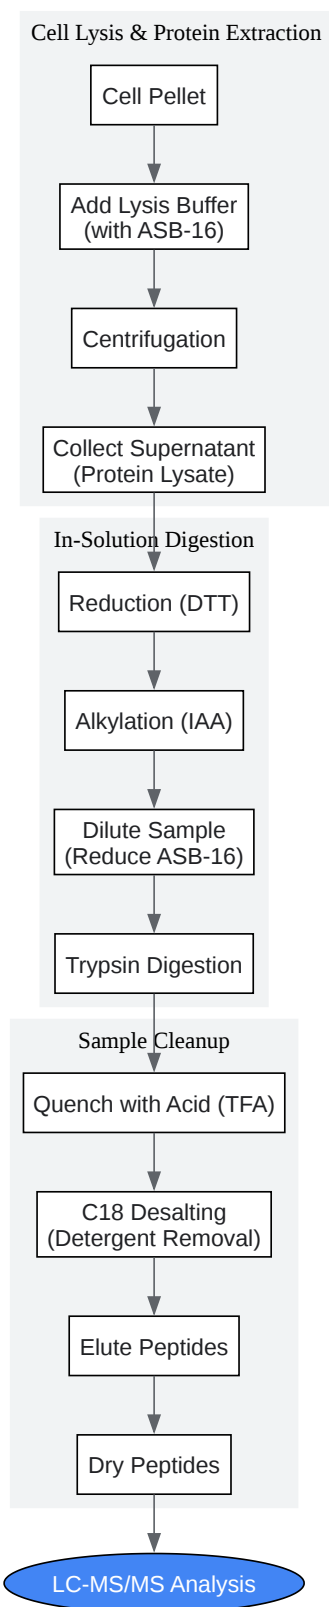 Cell Lysis & Protein Extraction
Cell Pellet
Add Lysis Buffer
(with ASB-16)
Centrifugation
Collect Supernatant
(Protein Lysate)
In-Solution Digestion
Reduction (DTT)
Alkylation (IAA)
Dilute Sample
(Reduce ASB-16)
Trypsin Digestion
Sample Cleanup
Quench with Acid (TFA)
C18 Desalting
(Detergent Removal)
Elute Peptides
Dry Peptides
LC-MS/MS Analysis